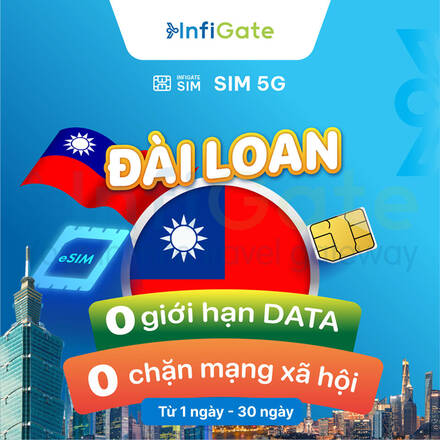 InfiGate
INFIGATE
SIM
SIM 5G
ĐÀI LOAN
eSIM
0 giới hạn DATA
0 chặn mạng xã hội
Từ 1 ngày - 30 ngày